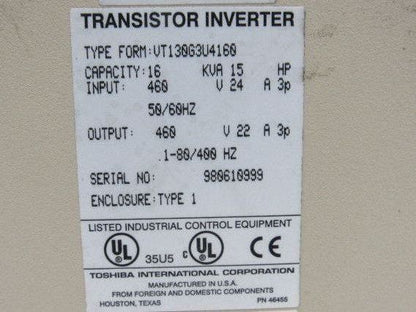 TRANSISTOR INVERTER
TYPE FORM: VT130G3U4160
CAPACITY: 16 KVA 15 HP
INPUT: 460 V 24 A 3p
50/60HZ
OUTPUT: 460 V 22 A 3p
.1-80/400 HZ
SERIAL NO: 980610999
ENCLOSURE: TYPE 1
LISTED INDUSTRIAL CONTROL EQUIPMENT
UL 35U5 c UL CE
TOSHIBA INTERNATIONAL CORPORATION
MANUFACTURED IN U.S.A.
FROM FOREIGN AND DOMESTIC COMPONENTS
HOUSTON, TEXAS PN 46455